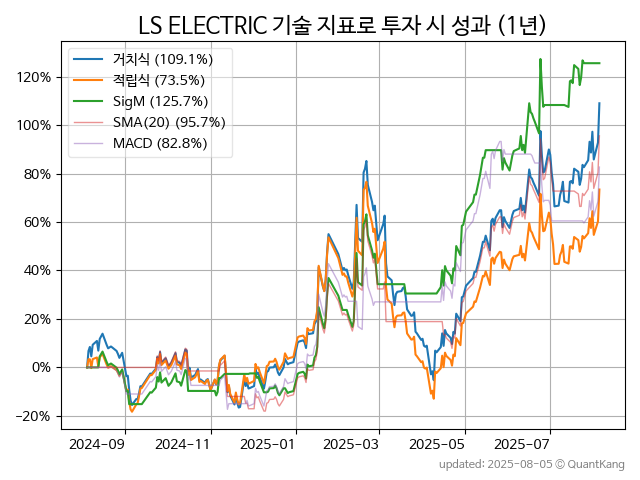 LS ELECTRIC 기술 지표로 투자 시 성과 (1년)
거치식 (109.1%)
적립식 (73.5%)
SigM (125.7%)
SMA(20) (95.7%)
MACD (82.8%)
120%
100%
80%
60%
40%
20%
0%
−20%
2024-09 2024-11 2025-01 2025-03 2025-05 2025-07
updated: 2025-08-05 © QuantKang